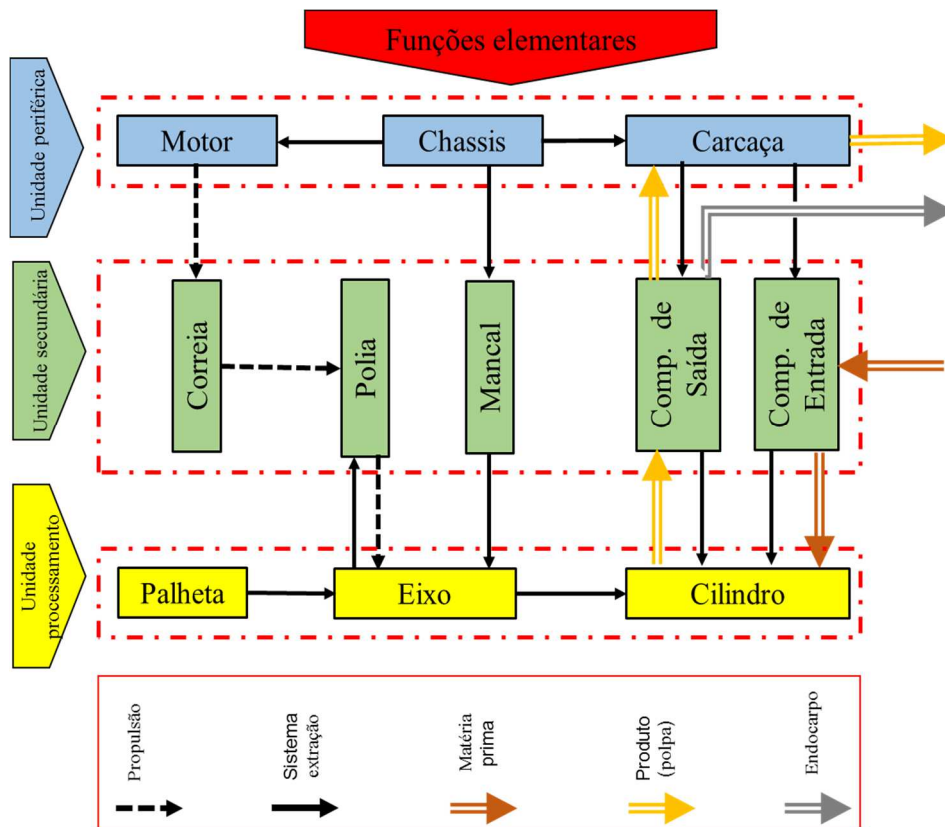 Funções elementares
Unidade periférica
Motor
Chassis
Carcaça
Unidade secundária
Correia
Polia
Mancal
Comp. de
Saída
Comp. de
Entrada
Unidade
processamento
Palheta
Eixo
Cilindro
Propulsão
Sistema
extração
Matéria
prima
Produto
(polpa)
Endocarpo